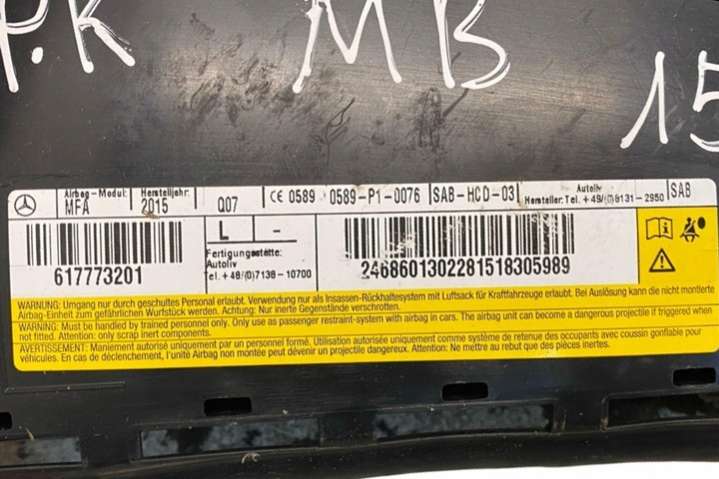 P.K MB 15
Airbag-Modul: MFA
Herstelljahr: 2015
Q07
CE 0589 0589-P1-0076
SAB-HCD-03
Autoliv
Hersteller: Tel. +49/(0)8131-2950
SAB
617773201
L -
Fertigungsstätte:
Autoliv
Tel. +49/(0)7136-10700
2468601302281518305989
WARNUNG: Umgang nur durch geschultes Personal erlaubt. Verwendung nur als Insassen-Rückhaltesystem mit Luftsack für Kraftfahrzeuge erlaubt. Bei Auslösung kann die nicht montierte
Airbag-Einheit zum gefährlichen Wurfstück werden. Achtung: Nur inerte Gegenstände verschrotten.
WARNING: Must be handled by trained personnel only. Only use as passenger restraint-system with airbag in cars. The airbag unit can become a dangerous projectile if triggered when
not fitted. Attention: only scrap inert components.
AVERTISSEMENT: Maniement autorisé uniquement par un personnel formé. Utilisation autorisée uniquement comme système de retenue des occupants avec coussin gonflable pour
véhicules. En cas de déclenchement, l'unité Airbag non montée peut dévenir un projectile dangereux. Attention: Ne mettre au rebut que des pièces inertes.